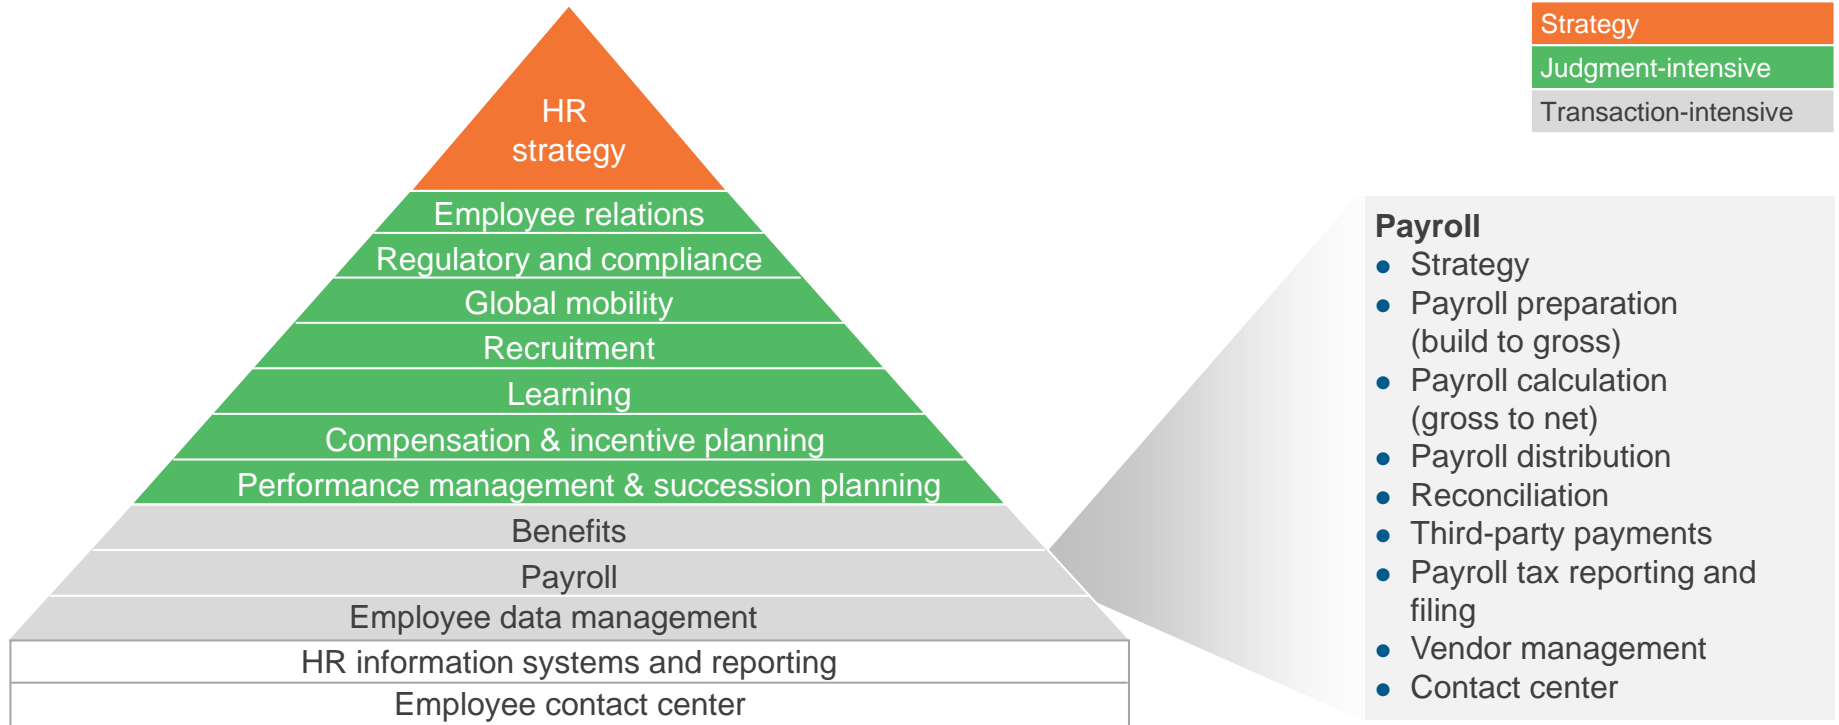 HR
strategy
Employee relations
Regulatory and compliance
Global mobility
Recruitment
Learning
Compensation & incentive planning
Performance management & succession planning
Benefits
Payroll
Employee data management
HR information systems and reporting
Employee contact center
Strategy
Judgment-intensive
Transaction-intensive
Payroll
● Strategy
● Payroll preparation
(build to gross)
● Payroll calculation
(gross to net)
● Payroll distribution
● Reconciliation
● Third-party payments
● Payroll tax reporting and
filing
● Vendor management
● Contact center